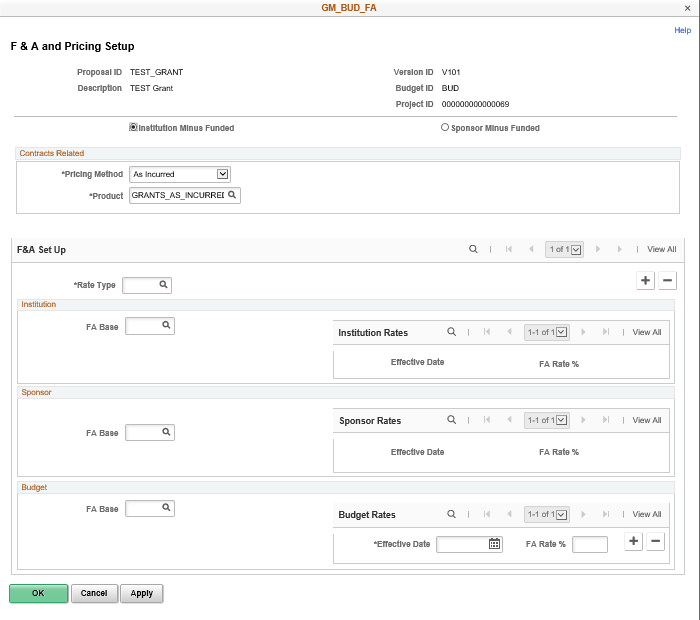 GM_BUD_FA ×
Help
F & A and Pricing Setup
Proposal ID TEST_GRANT Version ID V101
Description TEST Grant Budget ID BUD
Project ID 000000000000069
Institution Minus Funded Sponsor Minus Funded
Contracts Related
*Pricing Method As Incurred
*Product GRANTS_AS_INCURRE
F&A Set Up 1 of 1 View All
*Rate Type
Institution
FA Base
Institution Rates 1-1 of 1 View All
Effective Date FA Rate %
Sponsor
FA Base
Sponsor Rates 1-1 of 1 View All
Effective Date FA Rate %
Budget
FA Base
Budget Rates 1-1 of 1 View All
*Effective Date FA Rate %
OK Cancel Apply